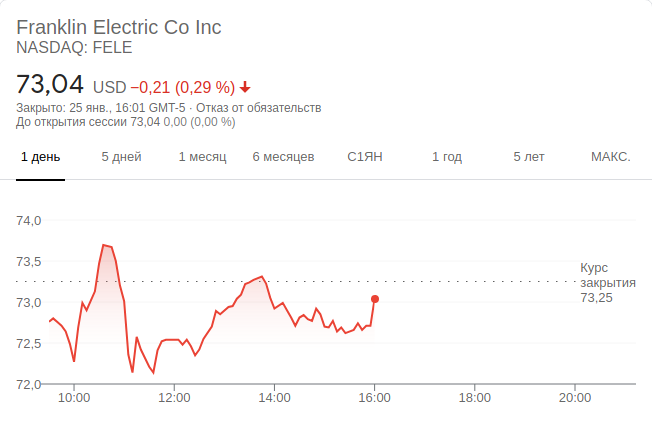 Franklin Electric Co Inc
NASDAQ: FELE
73,04 USD −0,21 (0,29 %)
Закрыто: 25 янв., 16:01 GMT-5 · Отказ от обязательств
До открытия сессии 73,04 0,00 (0,00 %)
1 день 5 дней 1 месяц 6 месяцев С1ЯН 1 год 5 лет МАКС.
74,0
73,5
73,0
72,5
72,0
Курс
закрытия
73,25
10:00 12:00 14:00 16:00 18:00 20:00